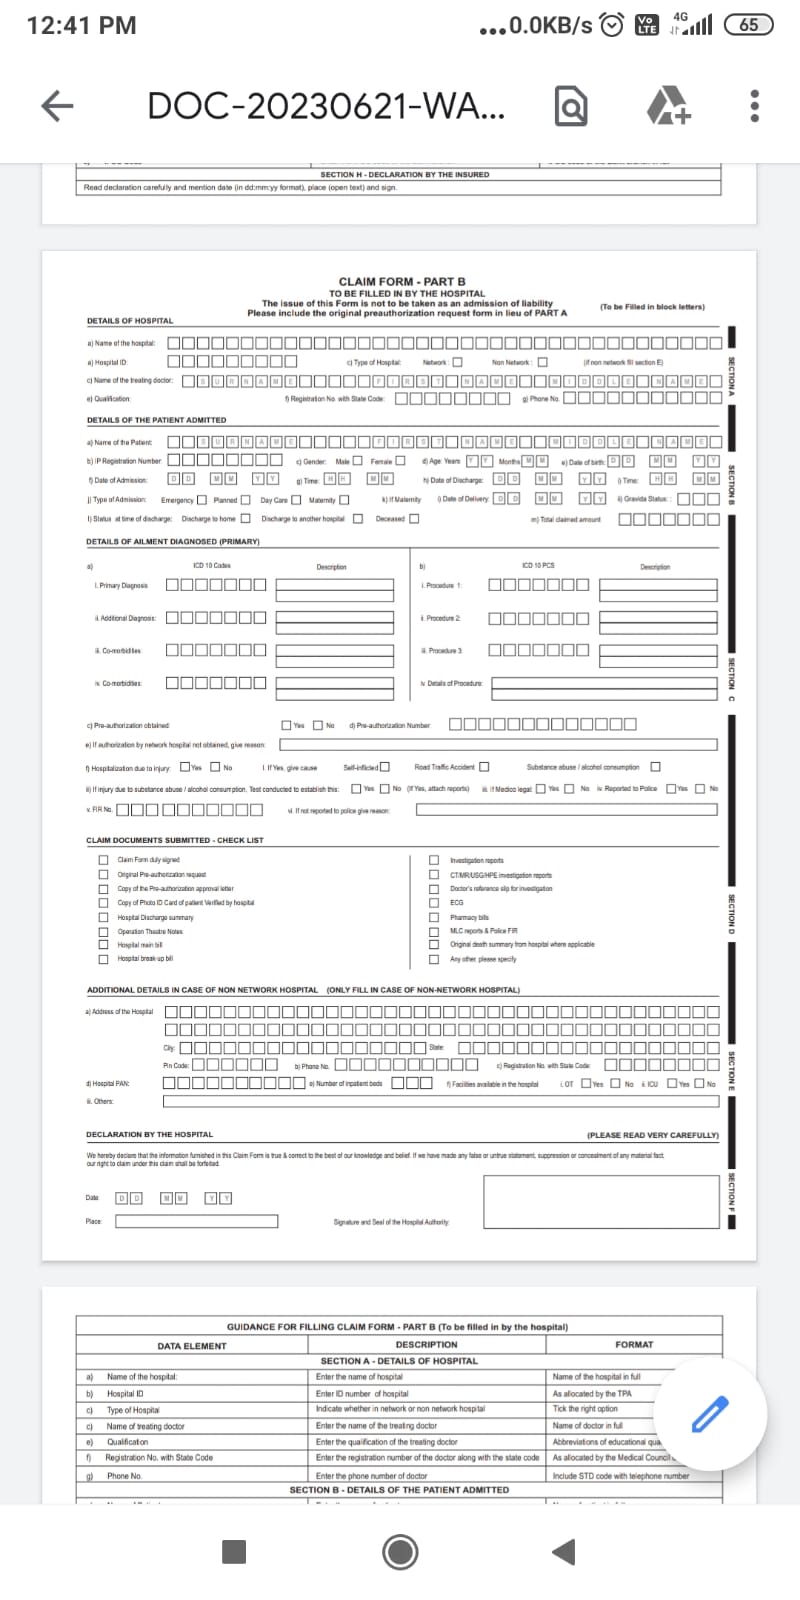 12:41 PM
...0.0KB/s Vo LTE 4G 65
DOC-20230621-WA...
SECTION H - DECLARATION BY THE INSURED
Read declaration carefully and mention date (in dd:mm:yy format), place (open text) and sign.
CLAIM FORM - PART B
TO BE FILLED IN BY THE HOSPITAL
The issue of this Form is not to be taken as an admission of liability
Please include the original preauthorization request form in lieu of PART A
(To be Filled in block letters)
DETAILS OF HOSPITAL
SECTION A
a) Name of the hospital:
a) Hospital ID: c) Type of Hospital: Network: Non Network: (If non network fill section E)
c) Name of the treating doctor: SURNAME FIRST NAME MIDDLE NAME
e) Qualification: f) Registration No. with State Code: g) Phone No.
DETAILS OF THE PATIENT ADMITTED
SECTION B
a) Name of the Patient: SURNAME FIRST NAME MIDDLE NAME
b) IP Registration Number: c) Gender: Male Female d) Age: Years Y Y Months M M e) Date of birth: D D M M Y Y
f) Date of Admission: D D M M Y Y g) Time: H H M M h) Date of Discharge: D D M M Y Y i) Time: H H M M
j) Type of Admission: Emergency Planned Day Care Maternity k) If Maternity i) Date of Delivery: D D M M Y Y ii) Gravida Status:
l) Status at time of discharge: Discharge to home Discharge to another hospital Deceased m) Total claimed amount
DETAILS OF AILMENT DIAGNOSED (PRIMARY)
SECTION C
a) ICD 10 Codes Description b) ICD 10 PCS Description
i. Primary Diagnosis i. Procedure 1:
ii. Additional Diagnosis: ii. Procedure 2:
iii. Co-morbidities: iii. Procedure 3:
iv. Co-morbidities: iv. Details of Procedure:
c) Pre-authorization obtained: Yes No d) Pre-authorization Number:
e) If authorization by network hospital not obtained, give reason:
f) Hospitalization due to injury: Yes No i. If Yes, give cause Self-inflicted Road Traffic Accident Substance abuse / alcohol consumption
ii) If injury due to substance abuse / alcohol consumption, Test conducted to establish this: Yes No (If Yes, attach reports) iii. If Medico legal: Yes No iv. Reported to Police Yes No
v. FIR No. vi. If not reported to police give reason:
CLAIM DOCUMENTS SUBMITTED - CHECK LIST
SECTION D
Claim Form duly signed Investigation reports
Original Pre-authorization request CT/MR/USG/HPE investigation reports
Copy of the Pre-authorization approval letter Doctor's reference slip for investigation
Copy of Photo ID Card of patient Verified by hospital ECG
Hospital Discharge summary Pharmacy bills
Operation Theatre Notes MLC reports & Police FIR
Hospital main bill Original death summary from hospital where applicable
Hospital break-up bill Any other, please specify
ADDITIONAL DETAILS IN CASE OF NON NETWORK HOSPITAL (ONLY FILL IN CASE OF NON-NETWORK HOSPITAL)
SECTION E
a) Address of the Hospital
City: State:
Pin Code: b) Phone No. c) Registration No. with State Code:
d) Hospital PAN: e) Number of Inpatient beds f) Facilities available in the hospital i. OT Yes No ii. ICU Yes No
iii. Others:
DECLARATION BY THE HOSPITAL (PLEASE READ VERY CAREFULLY)
SECTION F
We hereby declare that the information furnished in this Claim Form is true & correct to the best of our knowledge and belief. If we have made any false or untrue statement, suppression or concealment of any material fact,
our right to claim under this claim shall be forfeited.
Date: D D M M Y Y
Place: Signature and Seal of the Hospital Authority:
GUIDANCE FOR FILLING CLAIM FORM - PART B (To be filled in by the hospital)
DATA ELEMENT DESCRIPTION FORMAT
SECTION A - DETAILS OF HOSPITAL
a) Name of the hospital: Enter the name of hospital Name of the hospital in full
b) Hospital ID Enter ID number of hospital As allocated by the TPA
c) Type of Hospital Indicate whether in network or non network hospital Tick the right option
c) Name of treating doctor Enter the name of the treating doctor Name of doctor in full
e) Qualification Enter the qualification of the treating doctor Abbreviations of educational
f) Registration No. with State Code Enter the registration number of the doctor along with the state code As allocated by the Medical Council
g) Phone No. Enter the phone number of doctor Include STD code with telephone number
SECTION B - DETAILS OF THE PATIENT ADMITTED